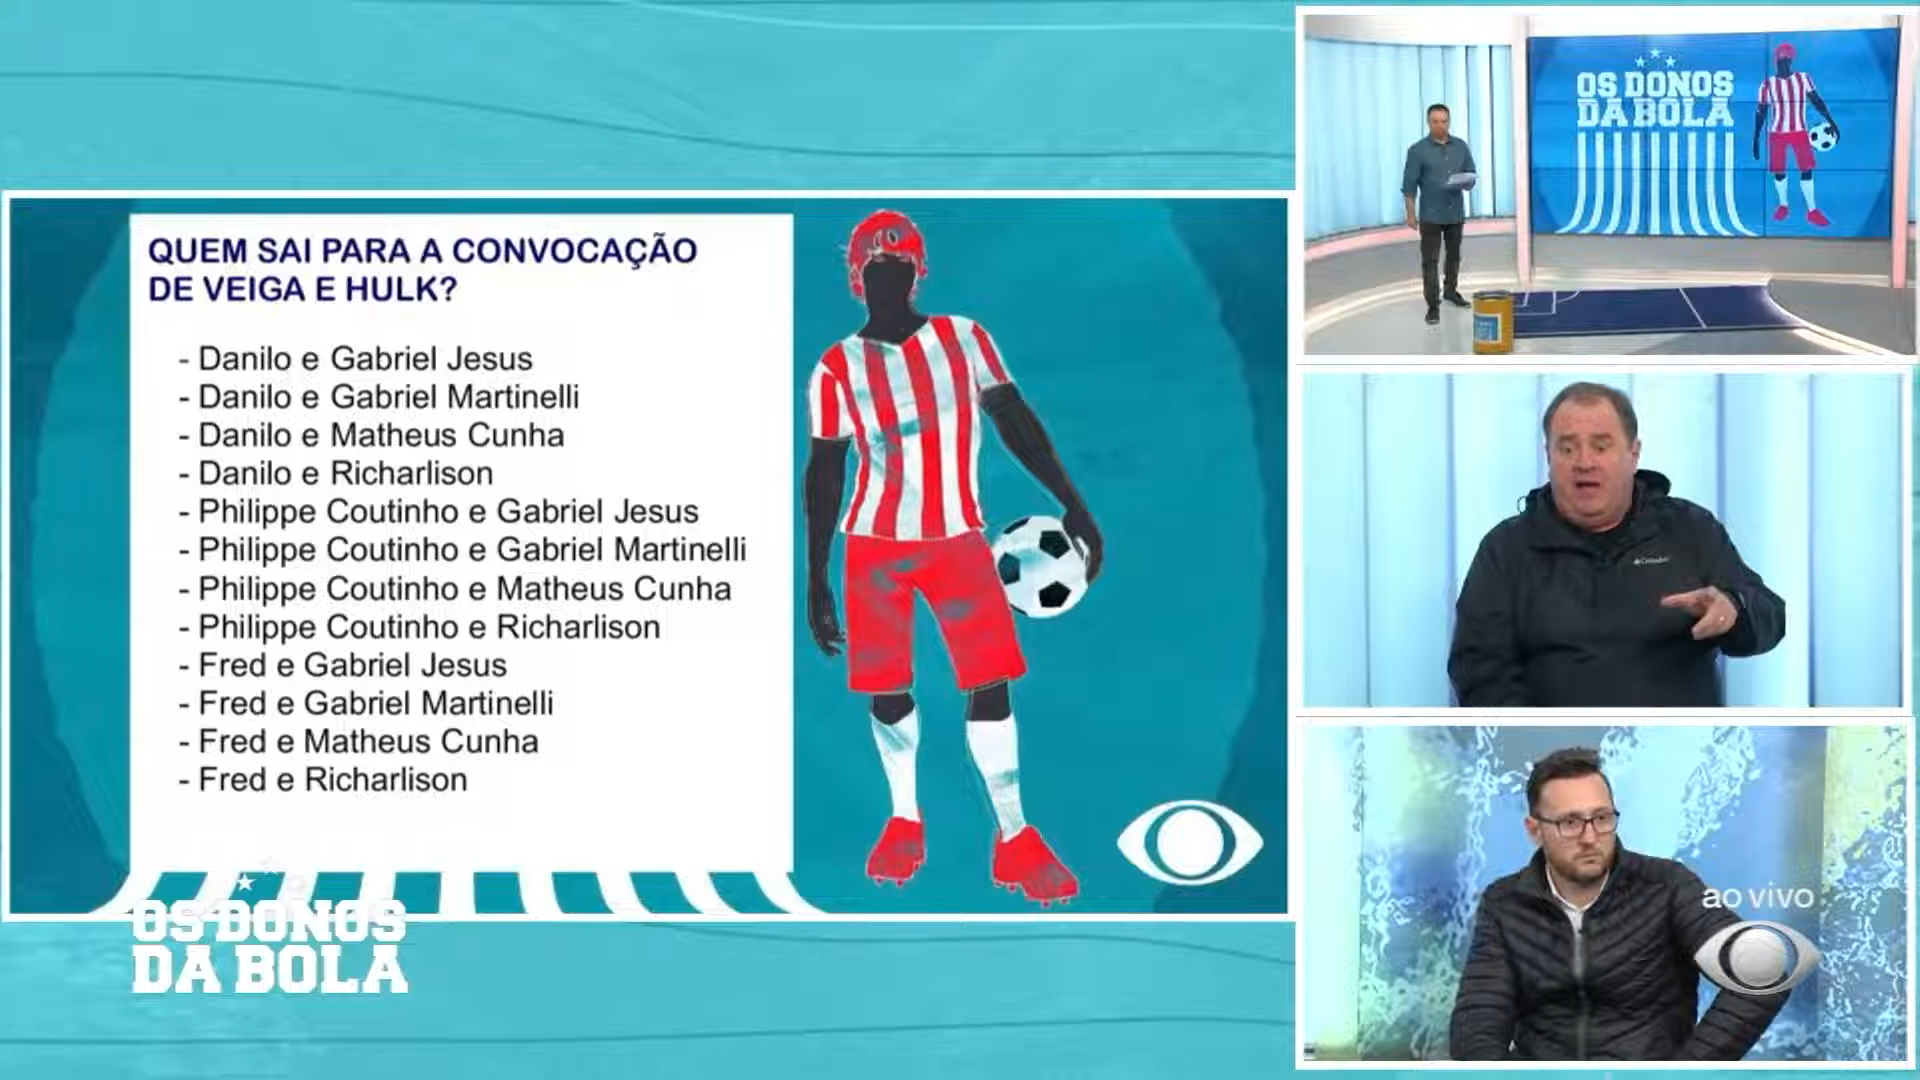 QUEM SAI PARA A CONVOCAÇÃO
DE VEIGA E HULK?
- Danilo e Gabriel Jesus
- Danilo e Gabriel Martinelli
- Danilo e Matheus Cunha
- Danilo e Richarlison
- Philippe Coutinho e Gabriel Jesus
- Philippe Coutinho e Gabriel Martinelli
- Philippe Coutinho e Matheus Cunha
- Philippe Coutinho e Richarlison
- Fred e Gabriel Jesus
- Fred e Gabriel Martinelli
- Fred e Matheus Cunha
- Fred e Richarlison
OS DONOS
DA BOLA
OS DONOS
DA BOLA
Columbia
ao vivo